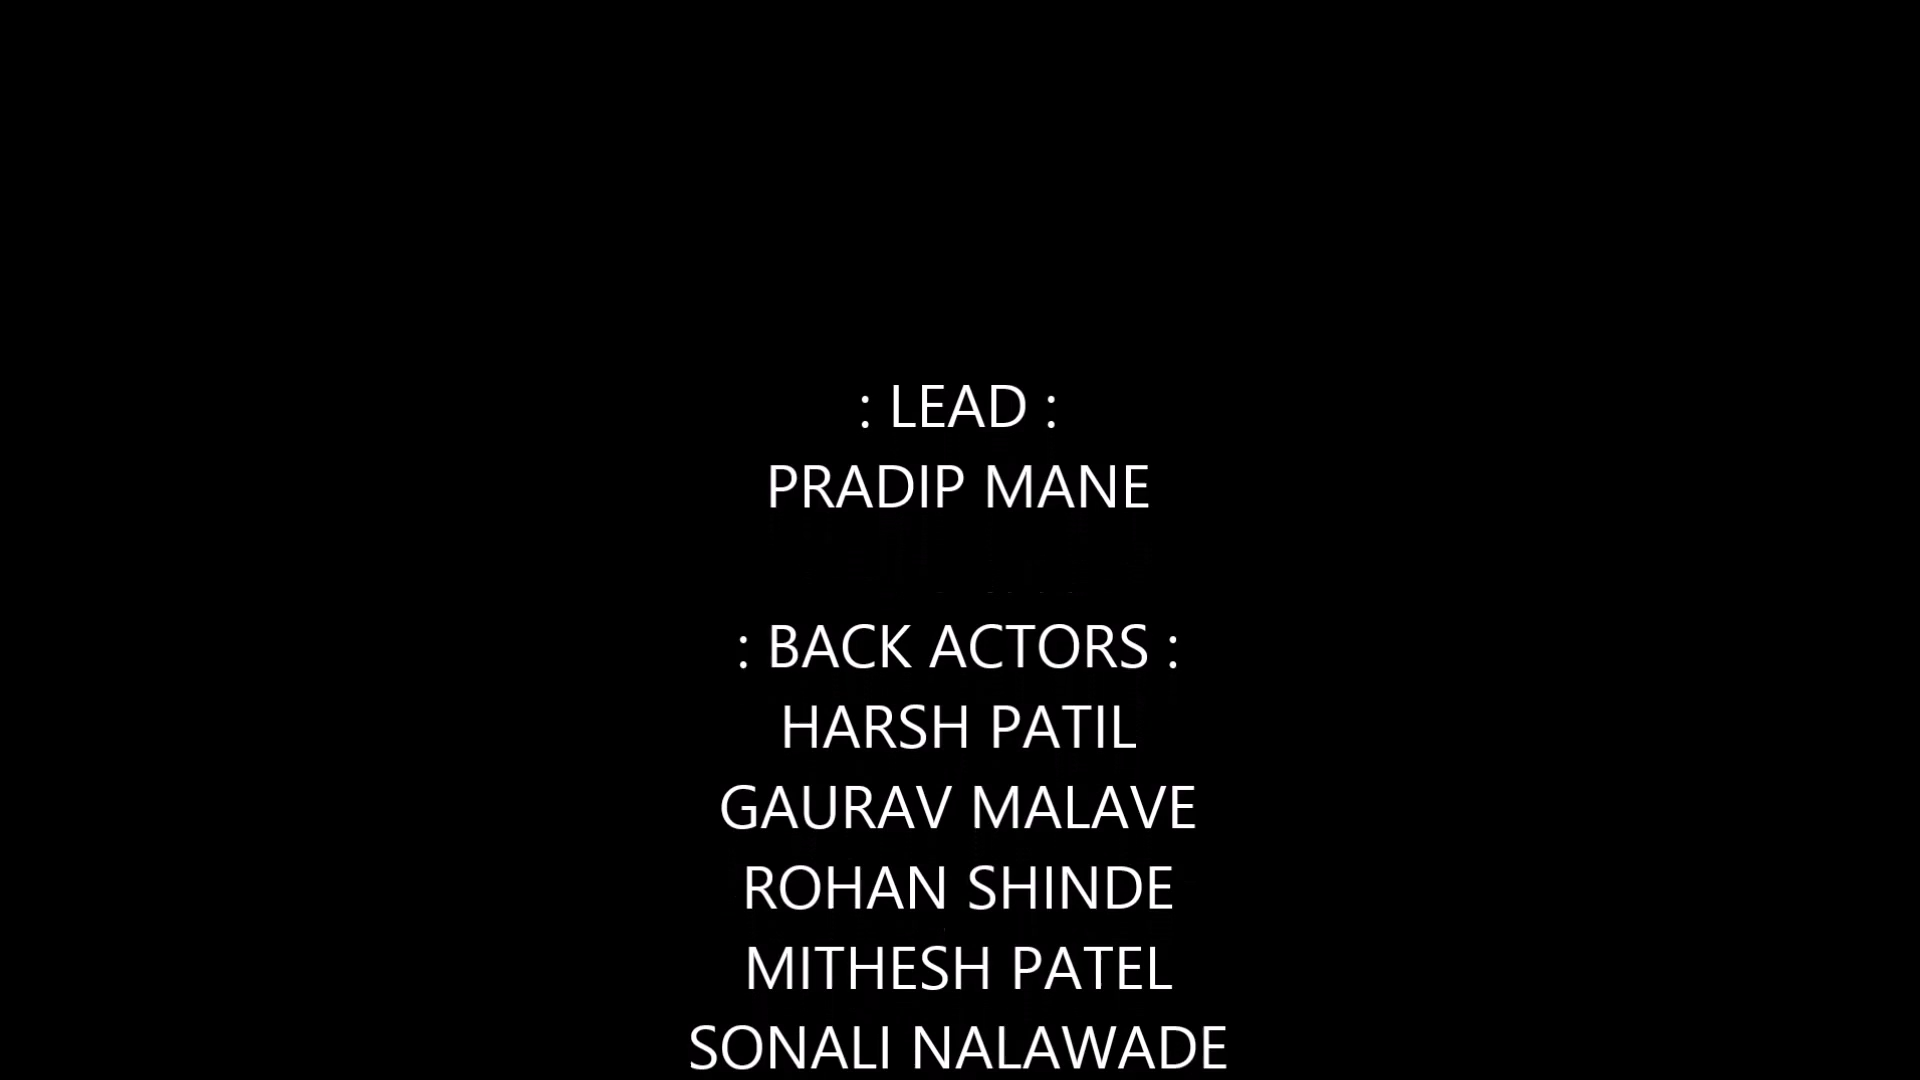 : LEAD :
PRADIP MANE
: BACK ACTORS :
HARSH PATIL
GAURAV MALAVE
ROHAN SHINDE
MITHESH PATEL
SONALI NALAWADE